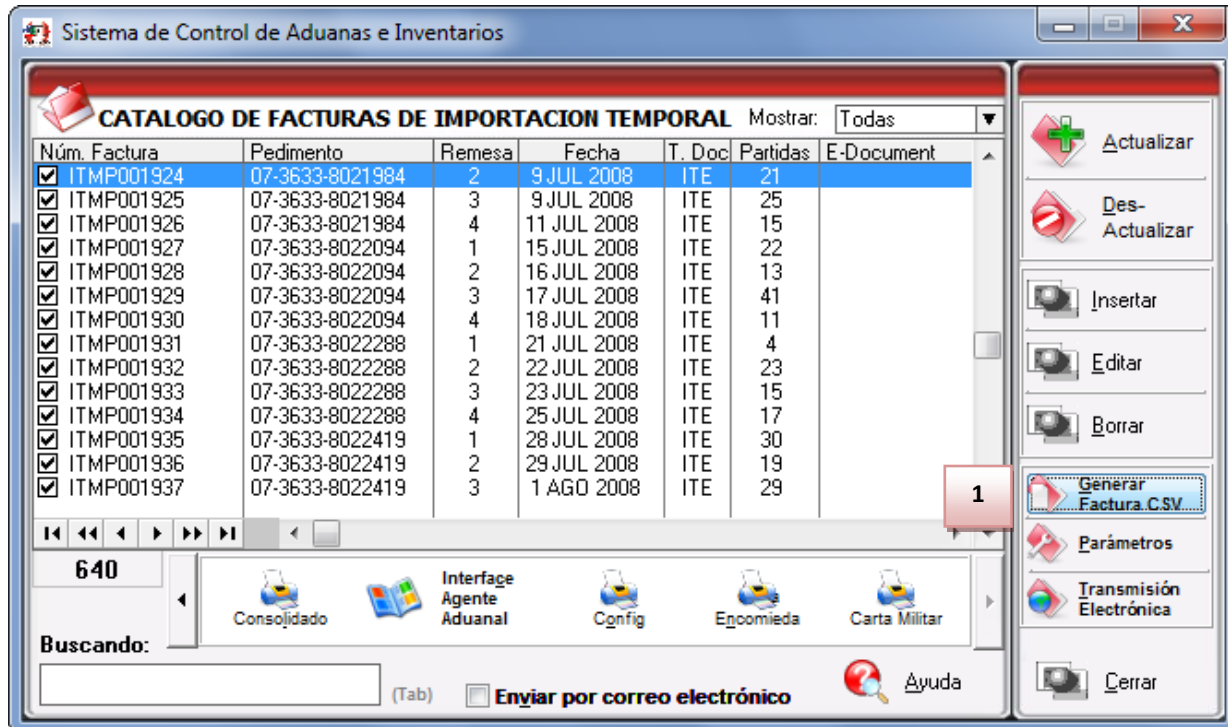 Sistema de Control de Aduanas e Inventarios
CATALOGO DE FACTURAS DE IMPORTACION TEMPORAL Mostrar: Todas
Núm. Factura Pedimento Remesa Fecha T. Doc Partidas E-Document
ITMP001924 07-3633-8021984 2 9 JUL 2008 ITE 21
ITMP001925 07-3633-8021984 3 9 JUL 2008 ITE 25
ITMP001926 07-3633-8021984 4 11 JUL 2008 ITE 15
ITMP001927 07-3633-8022094 1 15 JUL 2008 ITE 22
ITMP001928 07-3633-8022094 2 16 JUL 2008 ITE 13
ITMP001929 07-3633-8022094 3 17 JUL 2008 ITE 41
ITMP001930 07-3633-8022094 4 18 JUL 2008 ITE 11
ITMP001931 07-3633-8022288 1 21 JUL 2008 ITE 4
ITMP001932 07-3633-8022288 2 22 JUL 2008 ITE 23
ITMP001933 07-3633-8022288 3 23 JUL 2008 ITE 15
ITMP001934 07-3633-8022288 4 25 JUL 2008 ITE 17
ITMP001935 07-3633-8022419 1 28 JUL 2008 ITE 30
ITMP001936 07-3633-8022419 2 29 JUL 2008 ITE 19
ITMP001937 07-3633-8022419 3 1 AGO 2008 ITE 29
640
Consolidado
Interface
Agente
Aduanal
Config
Encomieda
Carta Militar
Buscando:
(Tab)
Enviar por correo electrónico
Ayuda
Actualizar
Des-
Actualizar
Insertar
Editar
Borrar
1
Generar
Factura.CSV
Parámetros
Transmisión
Electrónica
Cerrar